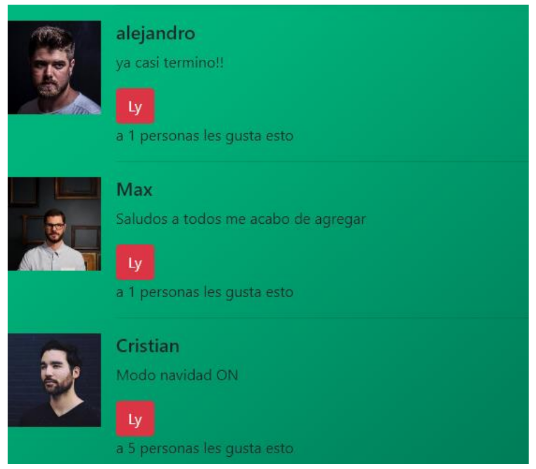 alejandro
ya casi termino!!
Ly
a 1 personas les gusta esto
Max
Saludos a todos me acabo de agregar
Ly
a 1 personas les gusta esto
Cristian
Modo navidad ON
Ly
a 5 personas les gusta esto